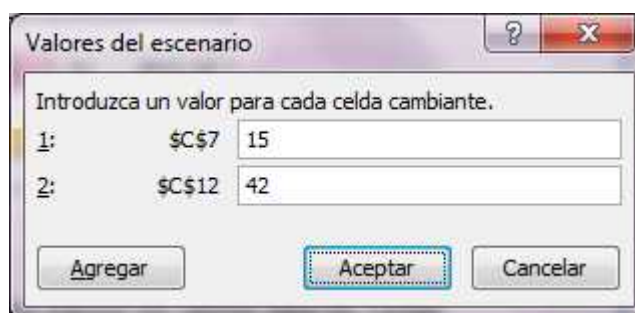 Valores del escenario
Introduzca un valor para cada celda cambiante.
1: $C$7 15
2: $C$12 42
Agregar Aceptar Cancelar